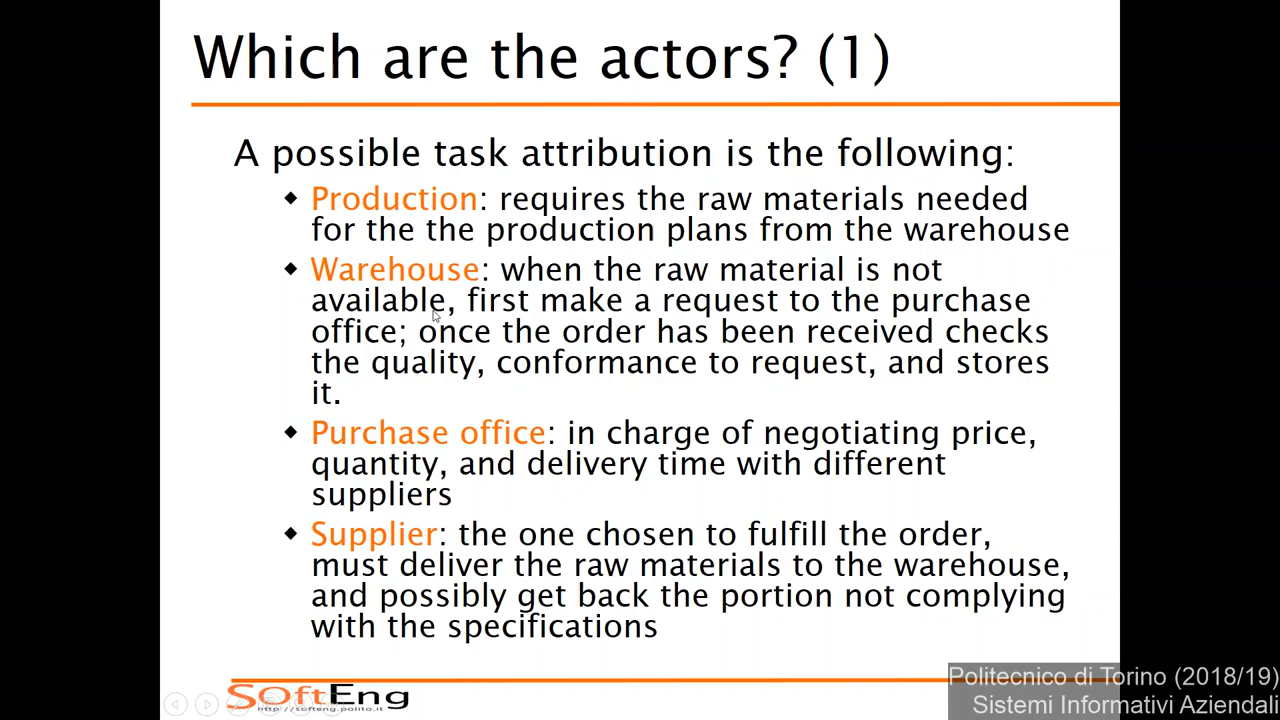 Which are the actors? (1)
A possible task attribution is the following:
Production: requires the raw materials needed
for the the production plans from the warehouse
Warehouse: when the raw material is not
available, first make a request to the purchase
office; once the order has been received checks
the quality, conformance to request, and stores
it.
Purchase office: in charge of negotiating price,
quantity, and delivery time with different
suppliers
Supplier: the one chosen to fulfill the order,
must deliver the raw materials to the warehouse,
and possibly get back the portion not complying
with the specifications
SoftEng
http://softeng.polito.it
Politecnico di Torino (2018/19)
Sistemi Informativi Aziendali